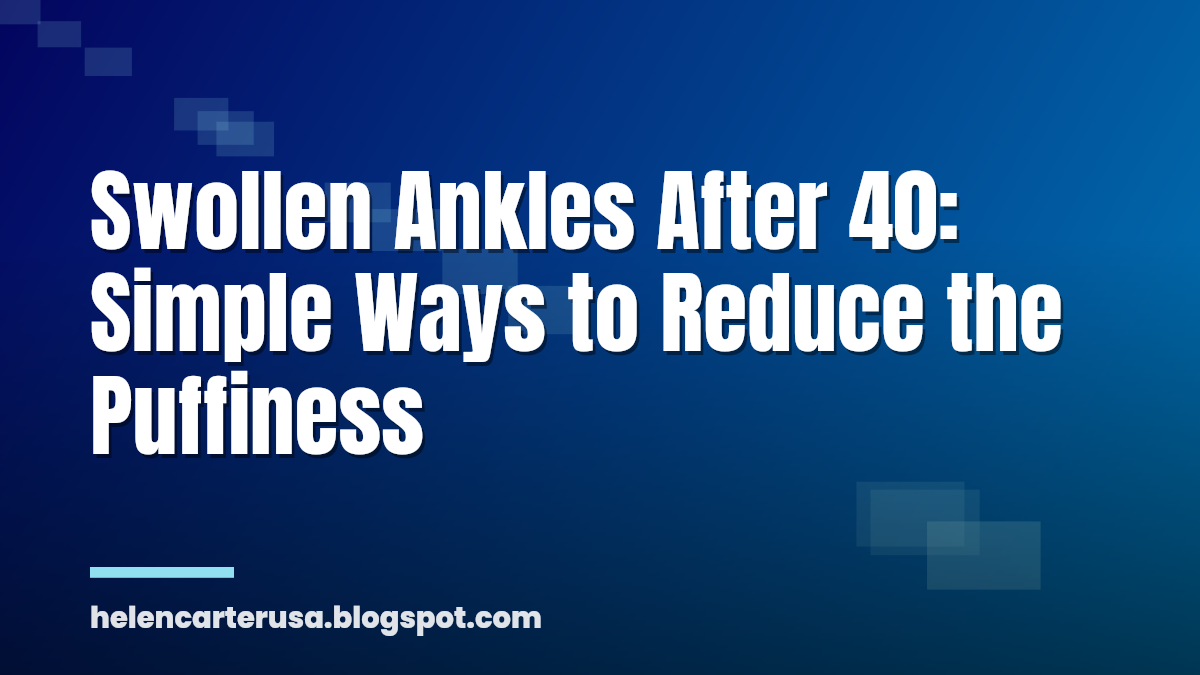 Swollen Ankles After 40:
Simple Ways to Reduce the
Puffiness
helencarterusa.blogspot.com